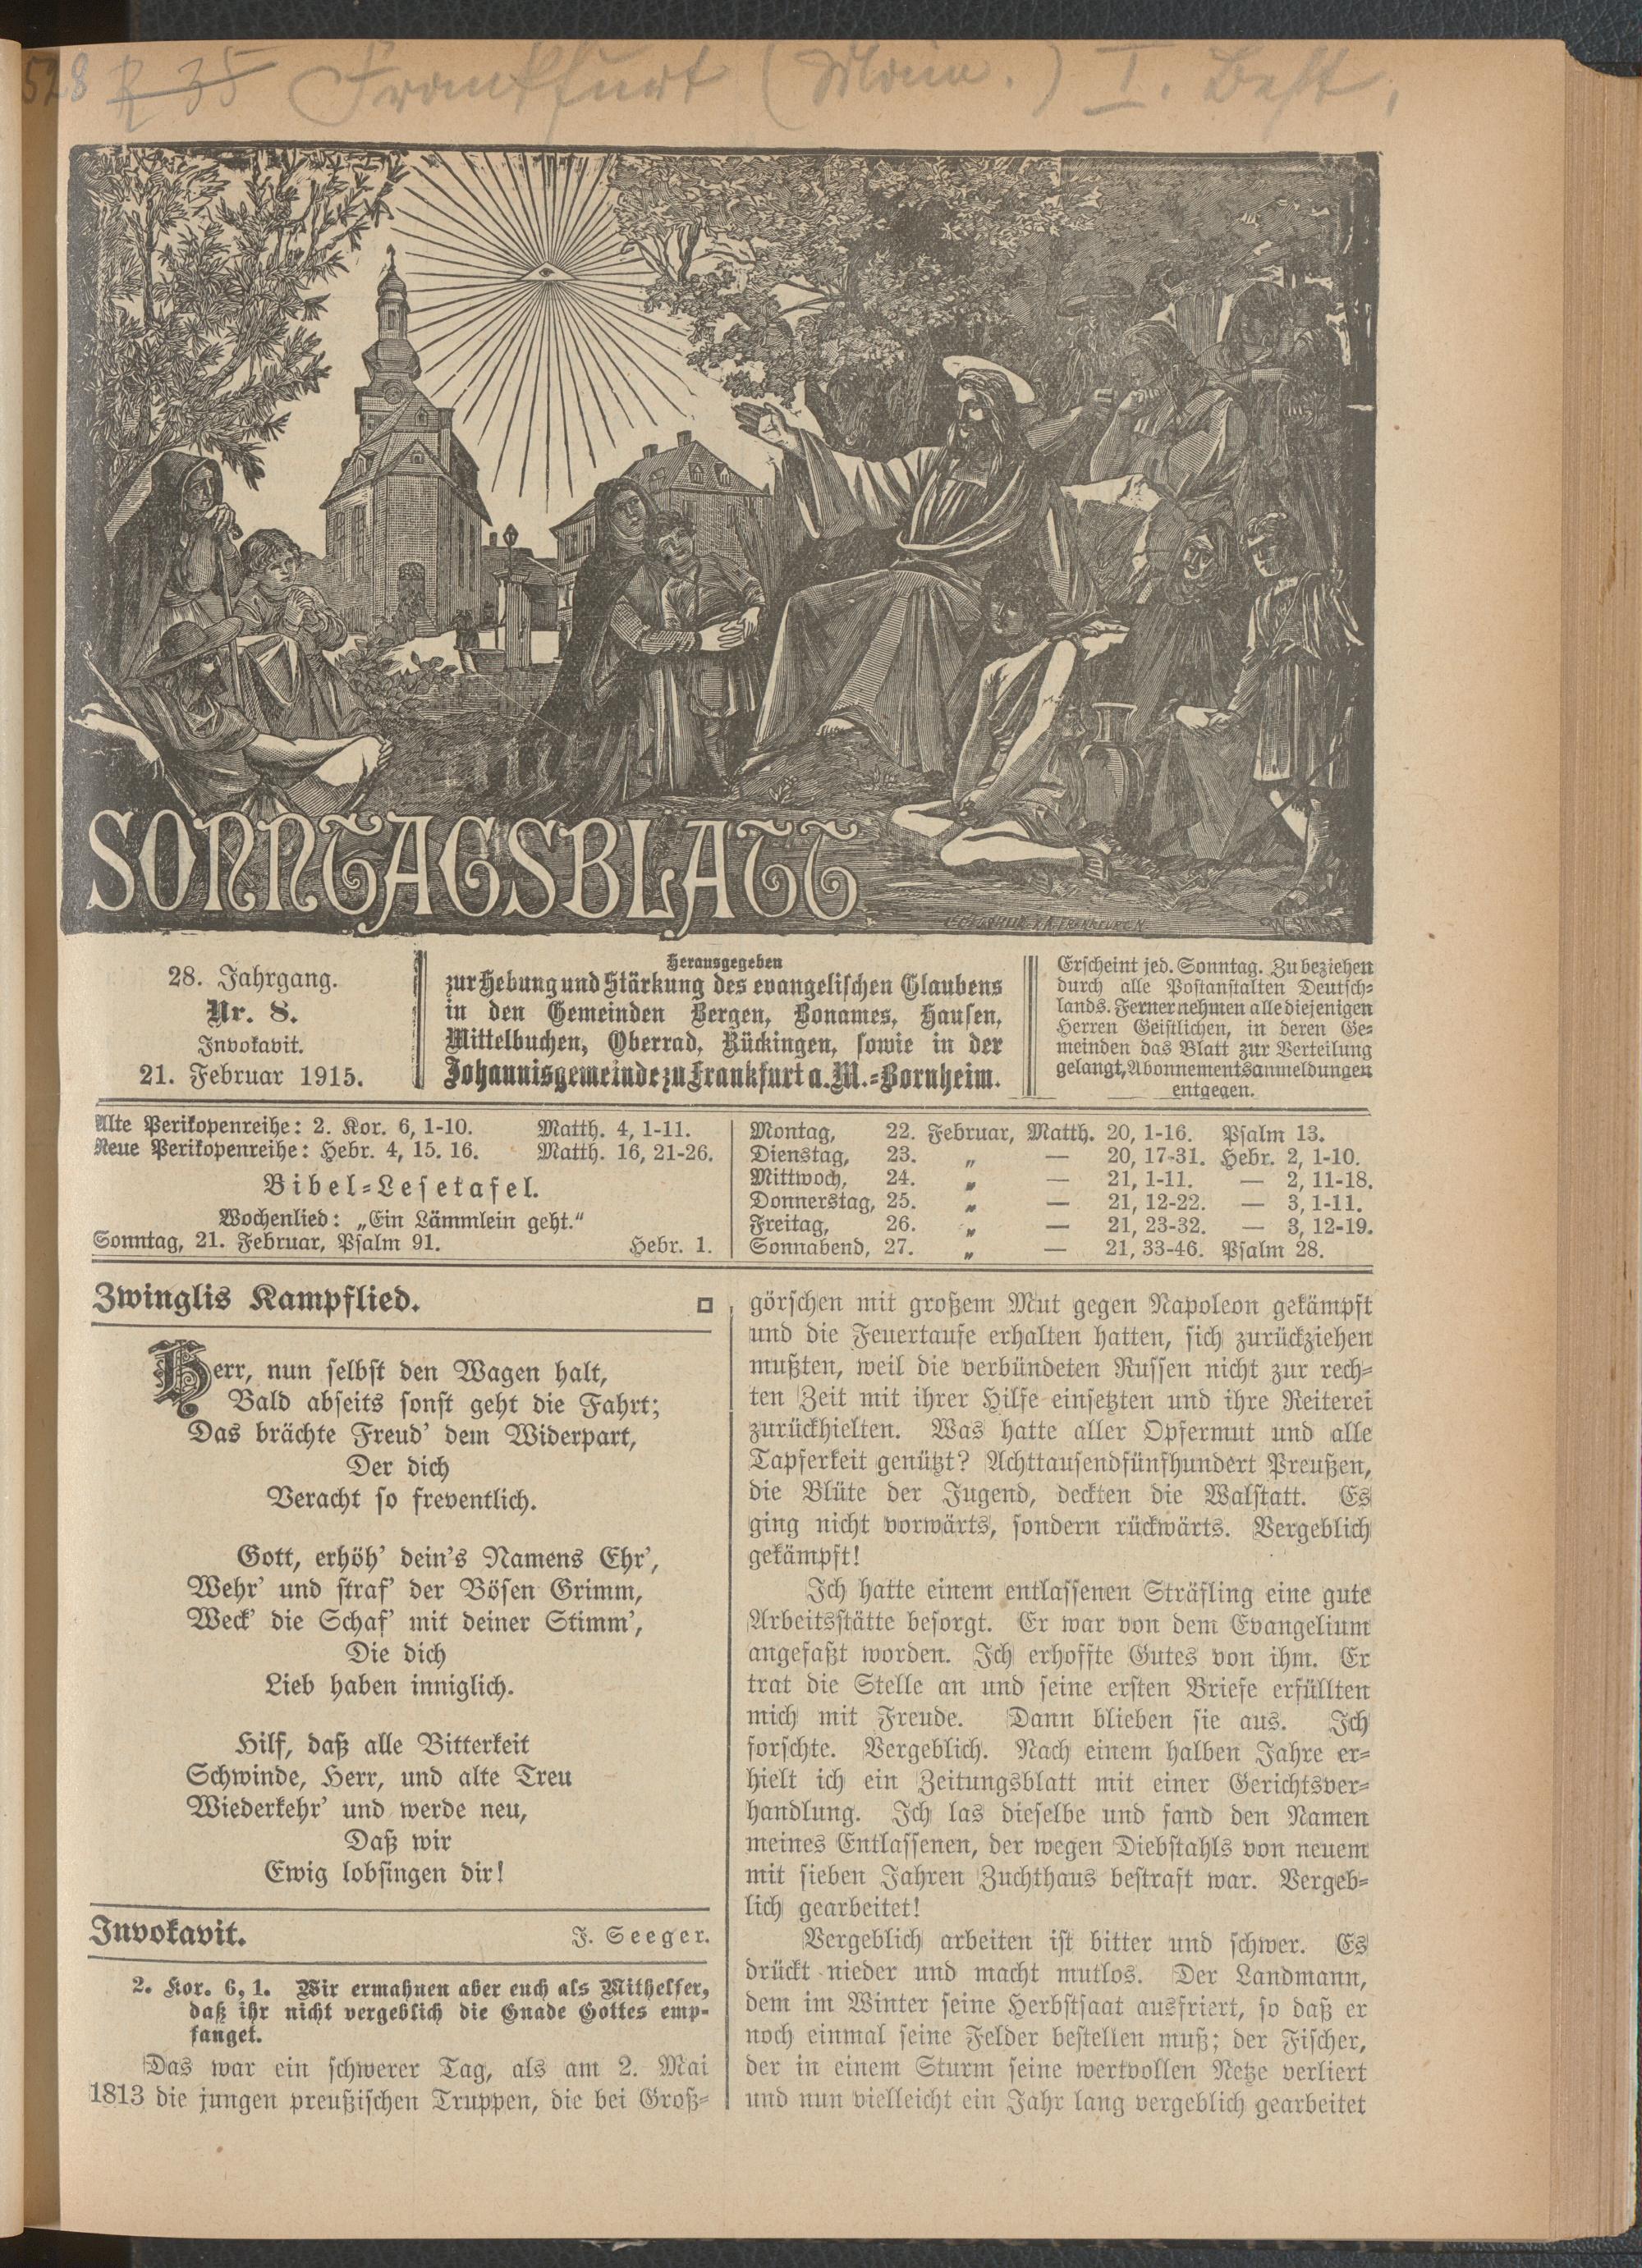 528 R 35 Frankfurt (Main.) I.
SONNTAGSBLATT
28. Jahrgang.
Nr. 8.
Invokavit.
21. Februar 1915.
Herausgegeben
zur Hebung und Stärkung des evangelischen Glaubens
in den Gemeinden Bergen, Bonames, Hausen,
Mittelbuchen, Oberrad, Rückingen, sowie in der
Johannisgemeinde zu Frankfurt a. M.-Bornheim.
Erscheint jed. Sonntag. Zu beziehen
durch alle Postanstalten Deutsch-
lands. Ferner nehmen alle diejenigen
Herren Geistlichen, in deren Ge-
meinden das Blatt zur Verteilung
gelangt, Abonnementsanmeldungen
entgegen.
Alte Perikopenreihe: 2. Kor. 6, 1-10. Matth. 4, 1-11.
Neue Perikopenreihe: Hebr. 4, 15. 16. Matth. 16, 21-26.
Bibel-Lesetafel.
Wochenlied: „Ein Lämmlein geht.“
Sonntag, 21. Februar, Psalm 91. Hebr. 1.
Montag, 22. Februar, Matth. 20, 1-16. Psalm 13.
Dienstag, 23. „ — 20, 17-31. Hebr. 2, 1-10.
Mittwoch, 24. „ — 21, 1-11. — 2, 11-18.
Donnerstag, 25. „ — 21, 12-22. — 3, 1-11.
Freitag, 26. „ — 21, 23-32. — 3, 12-19.
Sonnabend, 27. „ — 21, 33-46. Psalm 28.
Zwinglis Kampflied.
Herr, nun selbst den Wagen halt,
Bald abseits sonst geht die Fahrt;
Das brächte Freud’ dem Widerpart,
Der dich
Veracht so freventlich.
Gott, erhöh’ dein’s Namens Ehr’,
Wehr’ und straf’ der Bösen Grimm,
Weck’ die Schaf’ mit deiner Stimm’,
Die dich
Lieb haben inniglich.
Hilf, daß alle Bitterkeit
Schwinde, Herr, und alte Treu
Wiederkehr’ und werde neu,
Daß wir
Ewig lobsingen dir!
Invokavit. J. Seeger.
2. Kor. 6, 1. Wir ermahnen aber euch als Mithelfer,
daß ihr nicht vergeblich die Gnade Gottes emp-
fanget.
Das war ein schwerer Tag, als am 2. Mai
1813 die jungen preußischen Truppen, die bei Groß-
görschen mit großem Mut gegen Napoleon gekämpft
und die Feuertaufe erhalten hatten, sich zurückziehen
mußten, weil die verbündeten Russen nicht zur rech-
ten Zeit mit ihrer Hilfe einsetzten und ihre Reiterei
zurückhielten. Was hatte aller Opfermut und alle
Tapferkeit genützt? Achttausendfünfhundert Preußen,
die Blüte der Jugend, deckten die Walstatt. Es
ging nicht vorwärts, sondern rückwärts. Vergeblich
gekämpft!
Ich hatte einem entlassenen Sträfling eine gute
Arbeitsstätte besorgt. Er war von dem Evangelium
angefaßt worden. Ich erhoffte Gutes von ihm. Er
trat die Stelle an und seine ersten Briefe erfüllten
mich mit Freude. Dann blieben sie aus. Ich
forschte. Vergeblich. Nach einem halben Jahre er-
hielt ich ein Zeitungsblatt mit einer Gerichtsver-
handlung. Ich las dieselbe und fand den Namen
meines Entlassenen, der wegen Diebstahls von neuem
mit sieben Jahren Zuchthaus bestraft war. Vergeb-
lich gearbeitet!
Vergeblich arbeiten ist bitter und schwer. Es
drückt nieder und macht mutlos. Der Landmann,
dem im Winter seine Herbstsaat ausfriert, so daß er
noch einmal seine Felder bestellen muß; der Fischer,
der in einem Sturm seine wertvollen Netze verliert
und nun vielleicht ein Jahr lang vergeblich gearbeitet